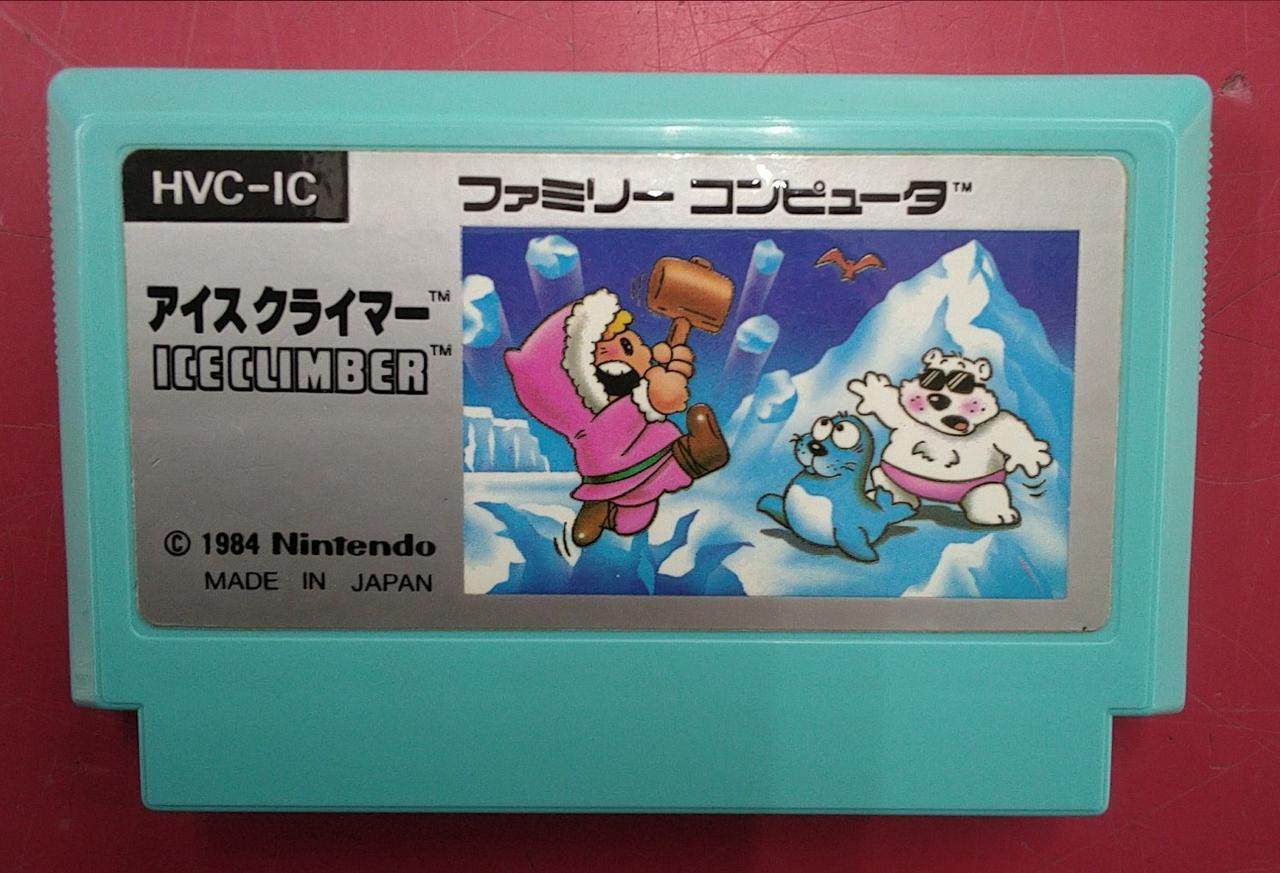 HVC-IC
ファミリー コンピュータ™
アイスクライマー™
ICE CLIMBER™
© 1984 Nintendo
MADE IN JAPAN